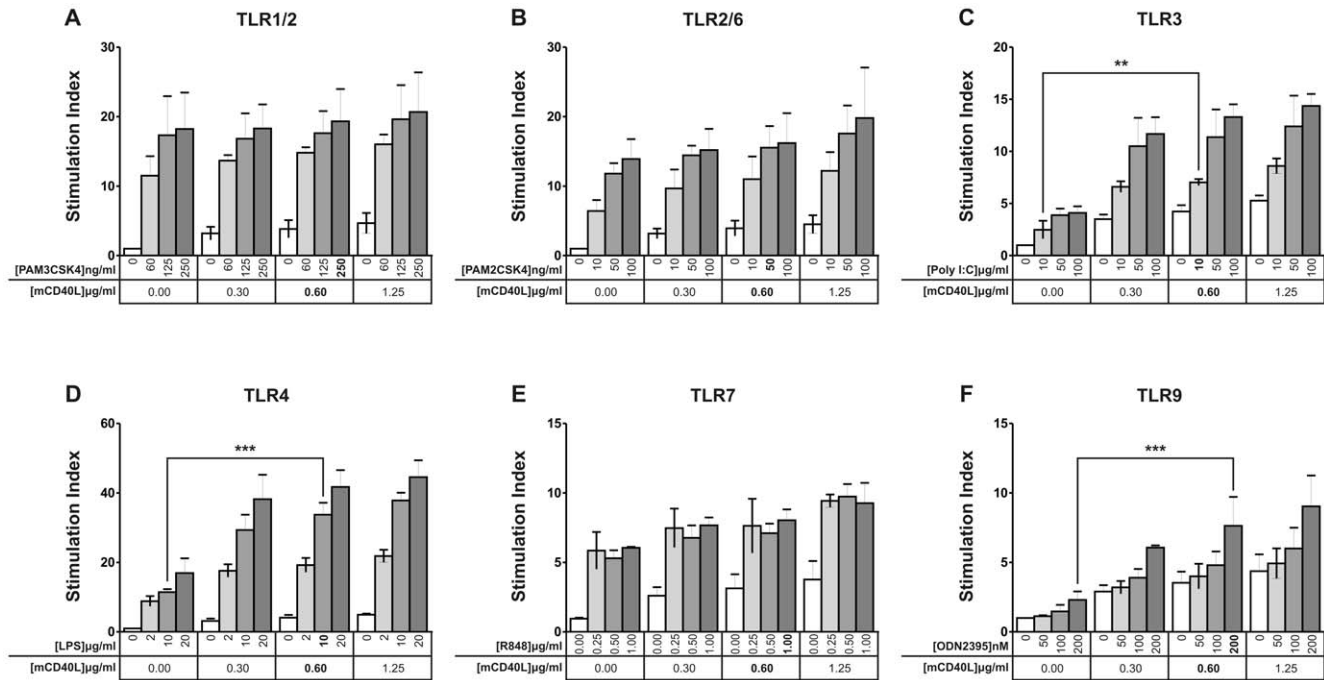 A TLR1/2
30
20
10
0
Stimulation Index
[PAM3CSK4]ng/ml 0 60 125 250 0 60 125 250 0 60 125 250 0 60 125 250
[mCD40L]µg/ml 0.00 0.30 0.60 1.25
B TLR2/6
30
20
10
0
Stimulation Index
[PAM2CSK4]ng/ml 0 10 50 100 0 10 50 100 0 10 50 100 0 10 50 100
[mCD40L]µg/ml 0.00 0.30 0.60 1.25
C TLR3
20
15
10
5
0
Stimulation Index
**
[Poly I:C]µg/ml 0 10 50 100 0 10 50 100 0 10 50 100 0 10 50 100
[mCD40L]µg/ml 0.00 0.30 0.60 1.25
D TLR4
60
40
20
0
Stimulation Index
***
[LPS]µg/ml 0 2 10 20 0 2 10 20 0 2 10 20 0 2 10 20
[mCD40L]µg/ml 0.00 0.30 0.60 1.25
E TLR7
15
10
5
0
Stimulation Index
[R848]µg/ml 0.00 0.25 0.50 1.00 0.00 0.25 0.50 1.00 0.00 0.25 0.50 1.00 0.00 0.25 0.50 1.00
[mCD40L]µg/ml 0.00 0.30 0.60 1.25
F TLR9
15
10
5
0
Stimulation Index
***
[ODN2395]nM 0 50 100 200 0 50 100 200 0 50 100 200 0 50 100 200
[mCD40L]µg/ml 0.00 0.30 0.60 1.25